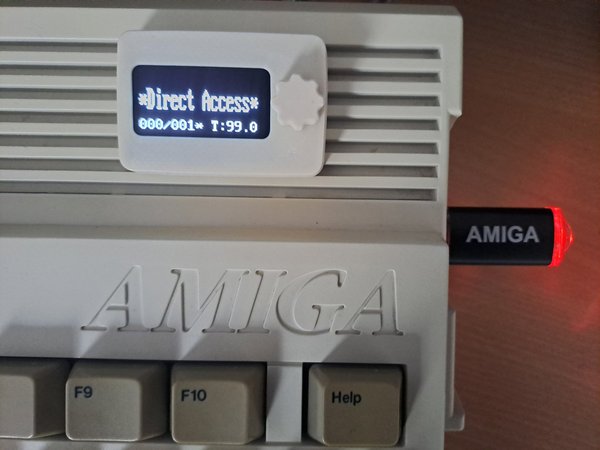 *Direct Access*
000/001* T:99.0
AMIGA
AMIGA
F9
F10
Help